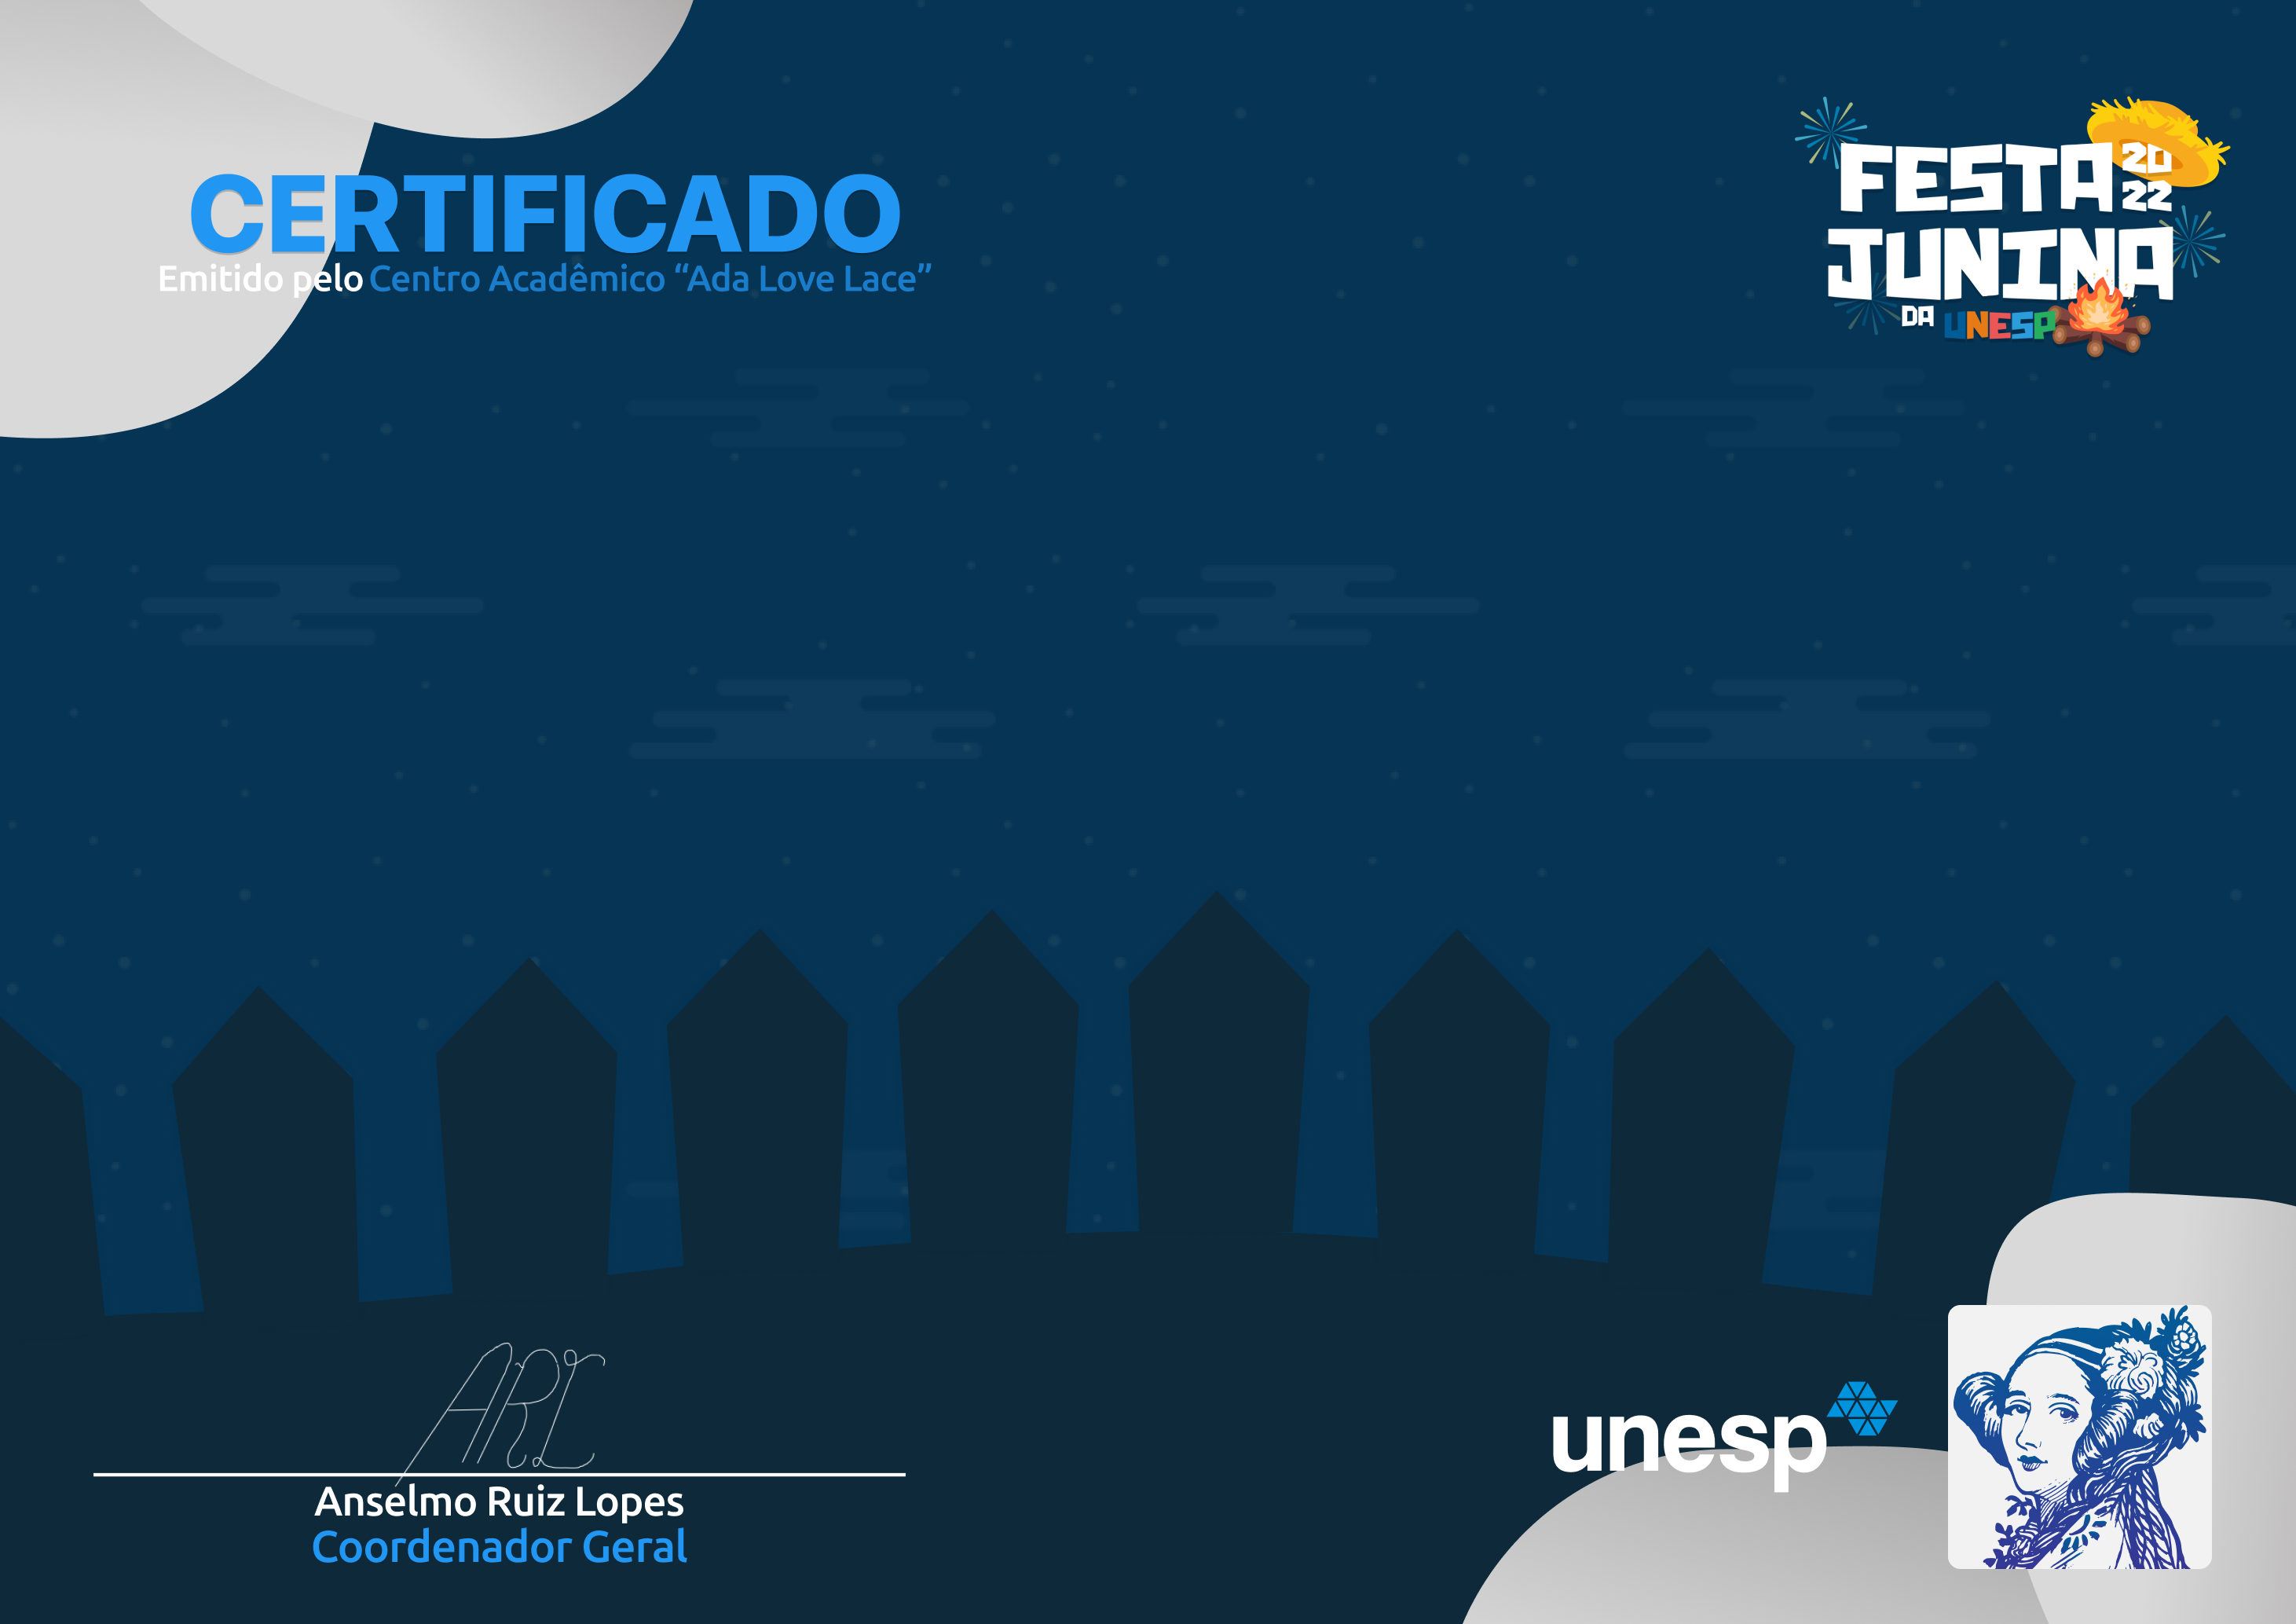 CERTIFICADO
Emitido pelo Centro Acadêmico “Ada Love Lace”
FESTA 20
22
JUNINA
DA UNESP
ARL
Anselmo Ruiz Lopes
Coordenador Geral
unesp